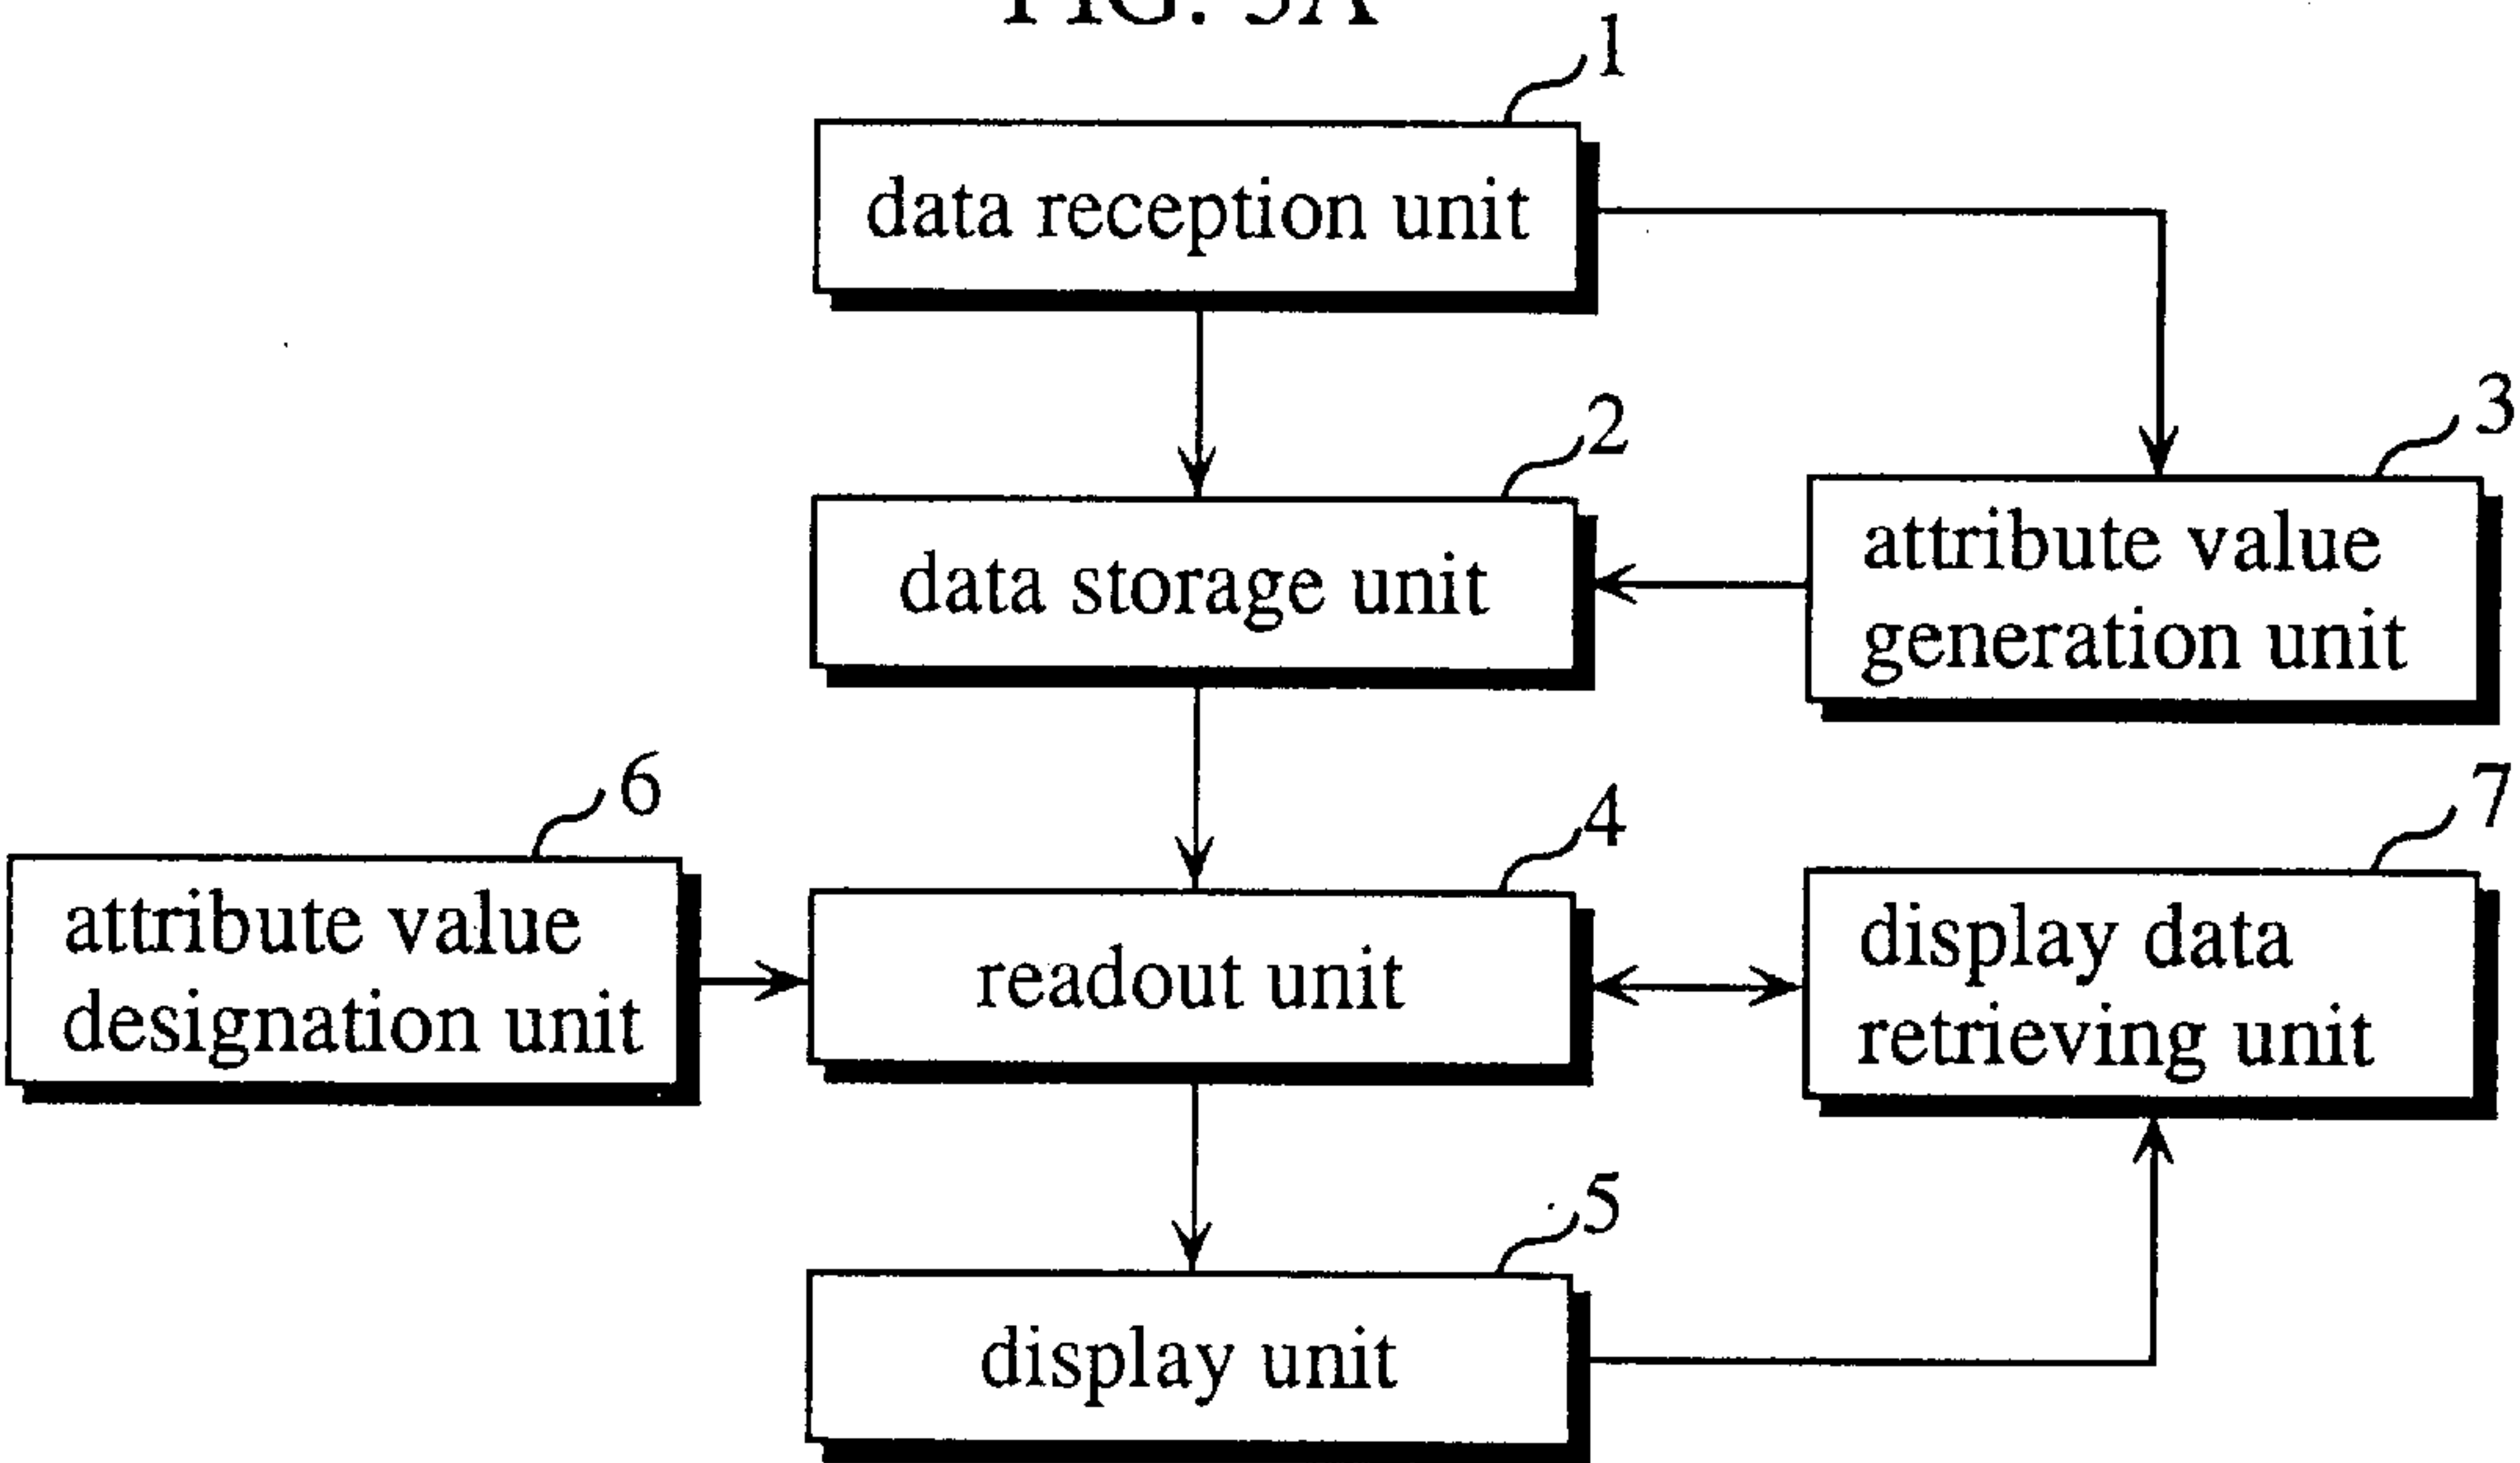 1
data reception unit
2
3
data storage unit
attribute value
generation unit
6
4
7
attribute value
designation unit
readout unit
display data
retrieving unit
5
display unit